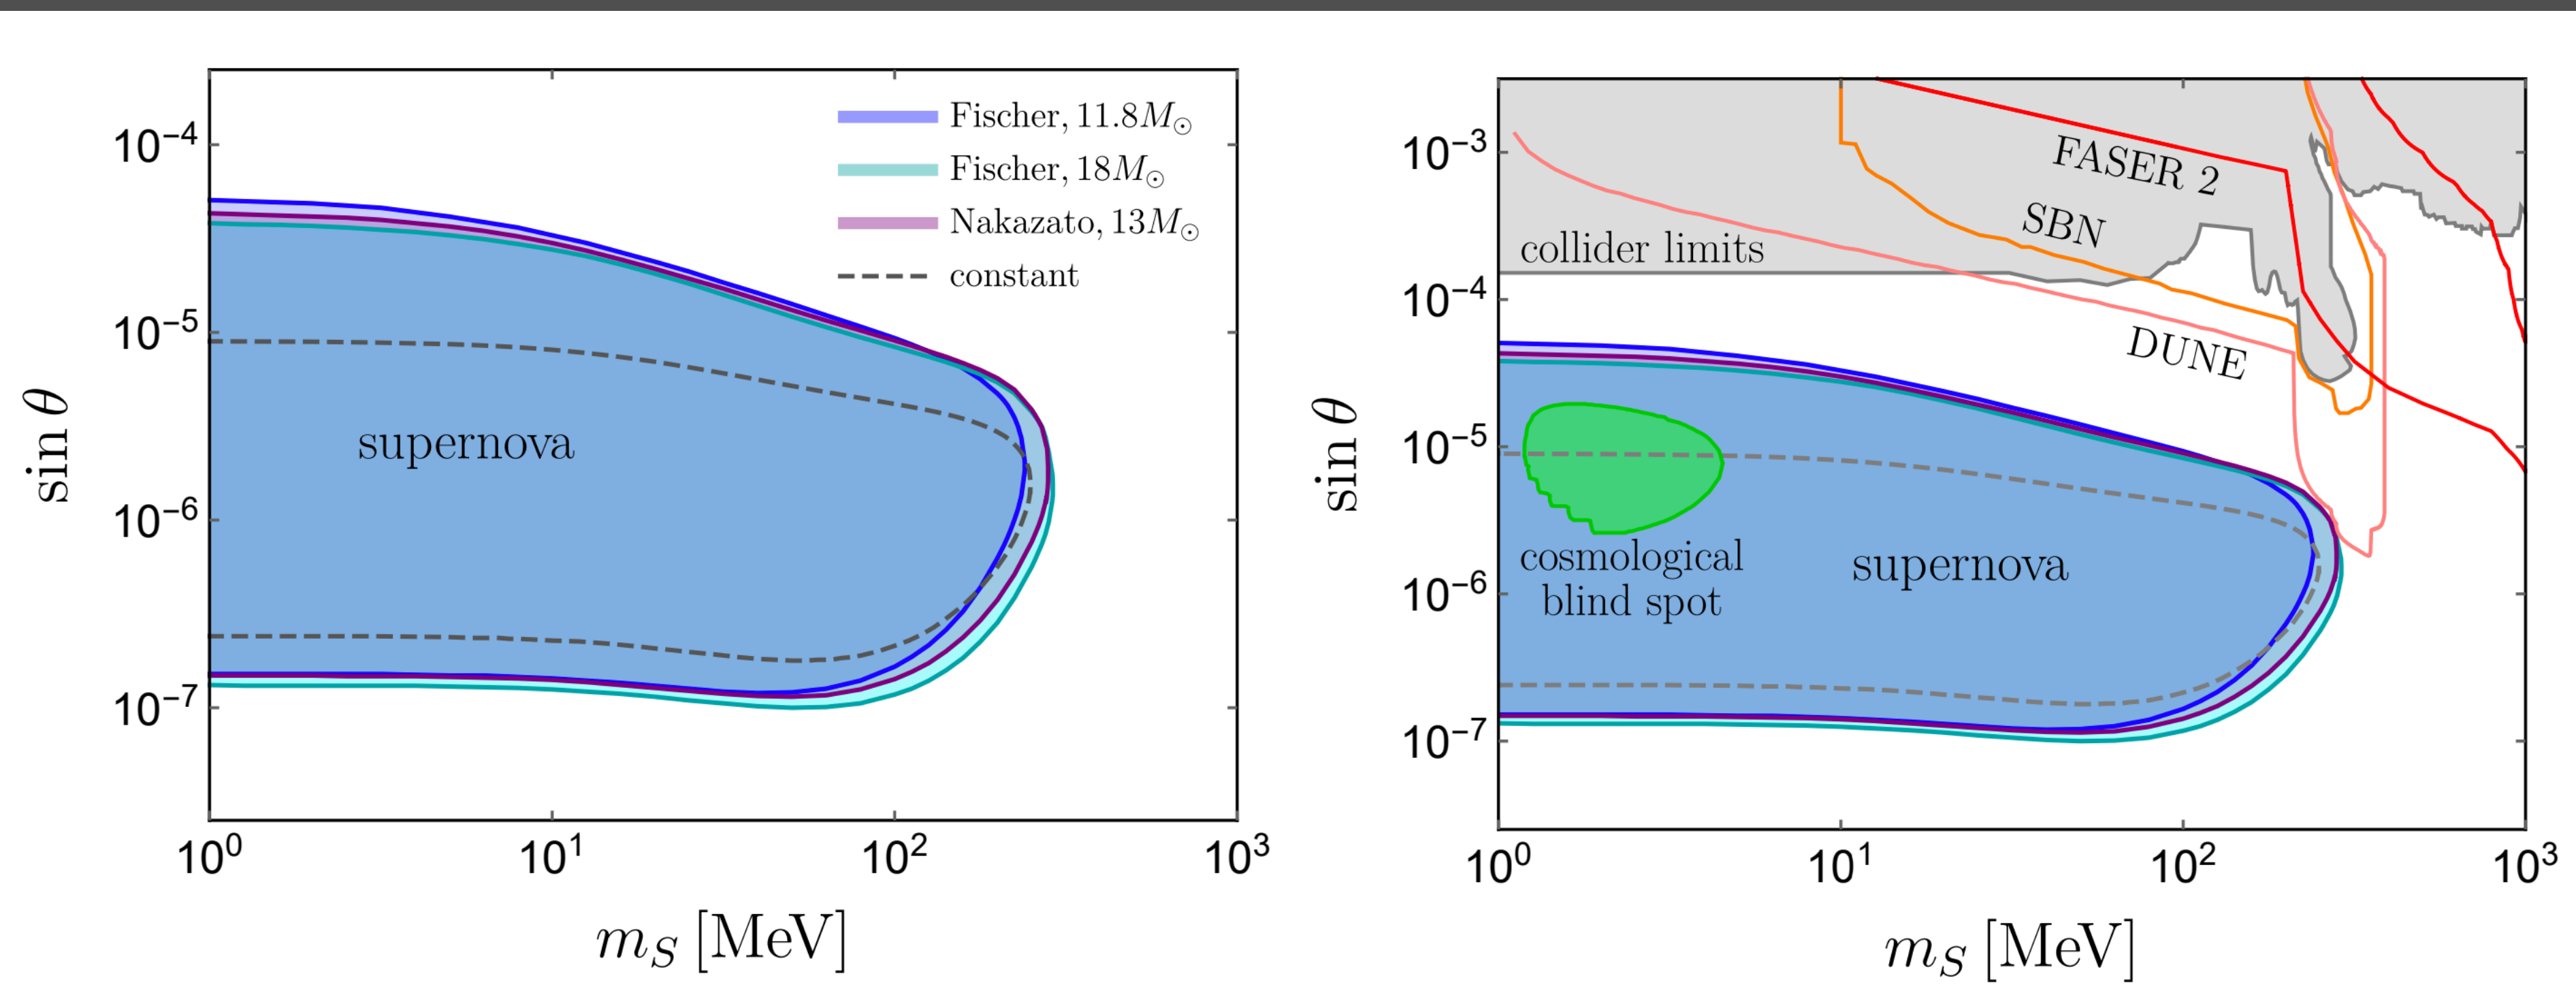 Fischer, 11.8M⊙
Fischer, 18M⊙
Nakazato, 13M⊙
constant
supernova
10⁻⁴
10⁻⁵
10⁻⁶
10⁻⁷
sin θ
10⁰ 10¹ 10² 10³
m_S [MeV]
FASER 2
SBN
collider limits
DUNE
cosmological
blind spot
supernova
10⁻³
10⁻⁴
10⁻⁵
10⁻⁶
10⁻⁷
sin θ
10⁰ 10¹ 10² 10³
m_S [MeV]